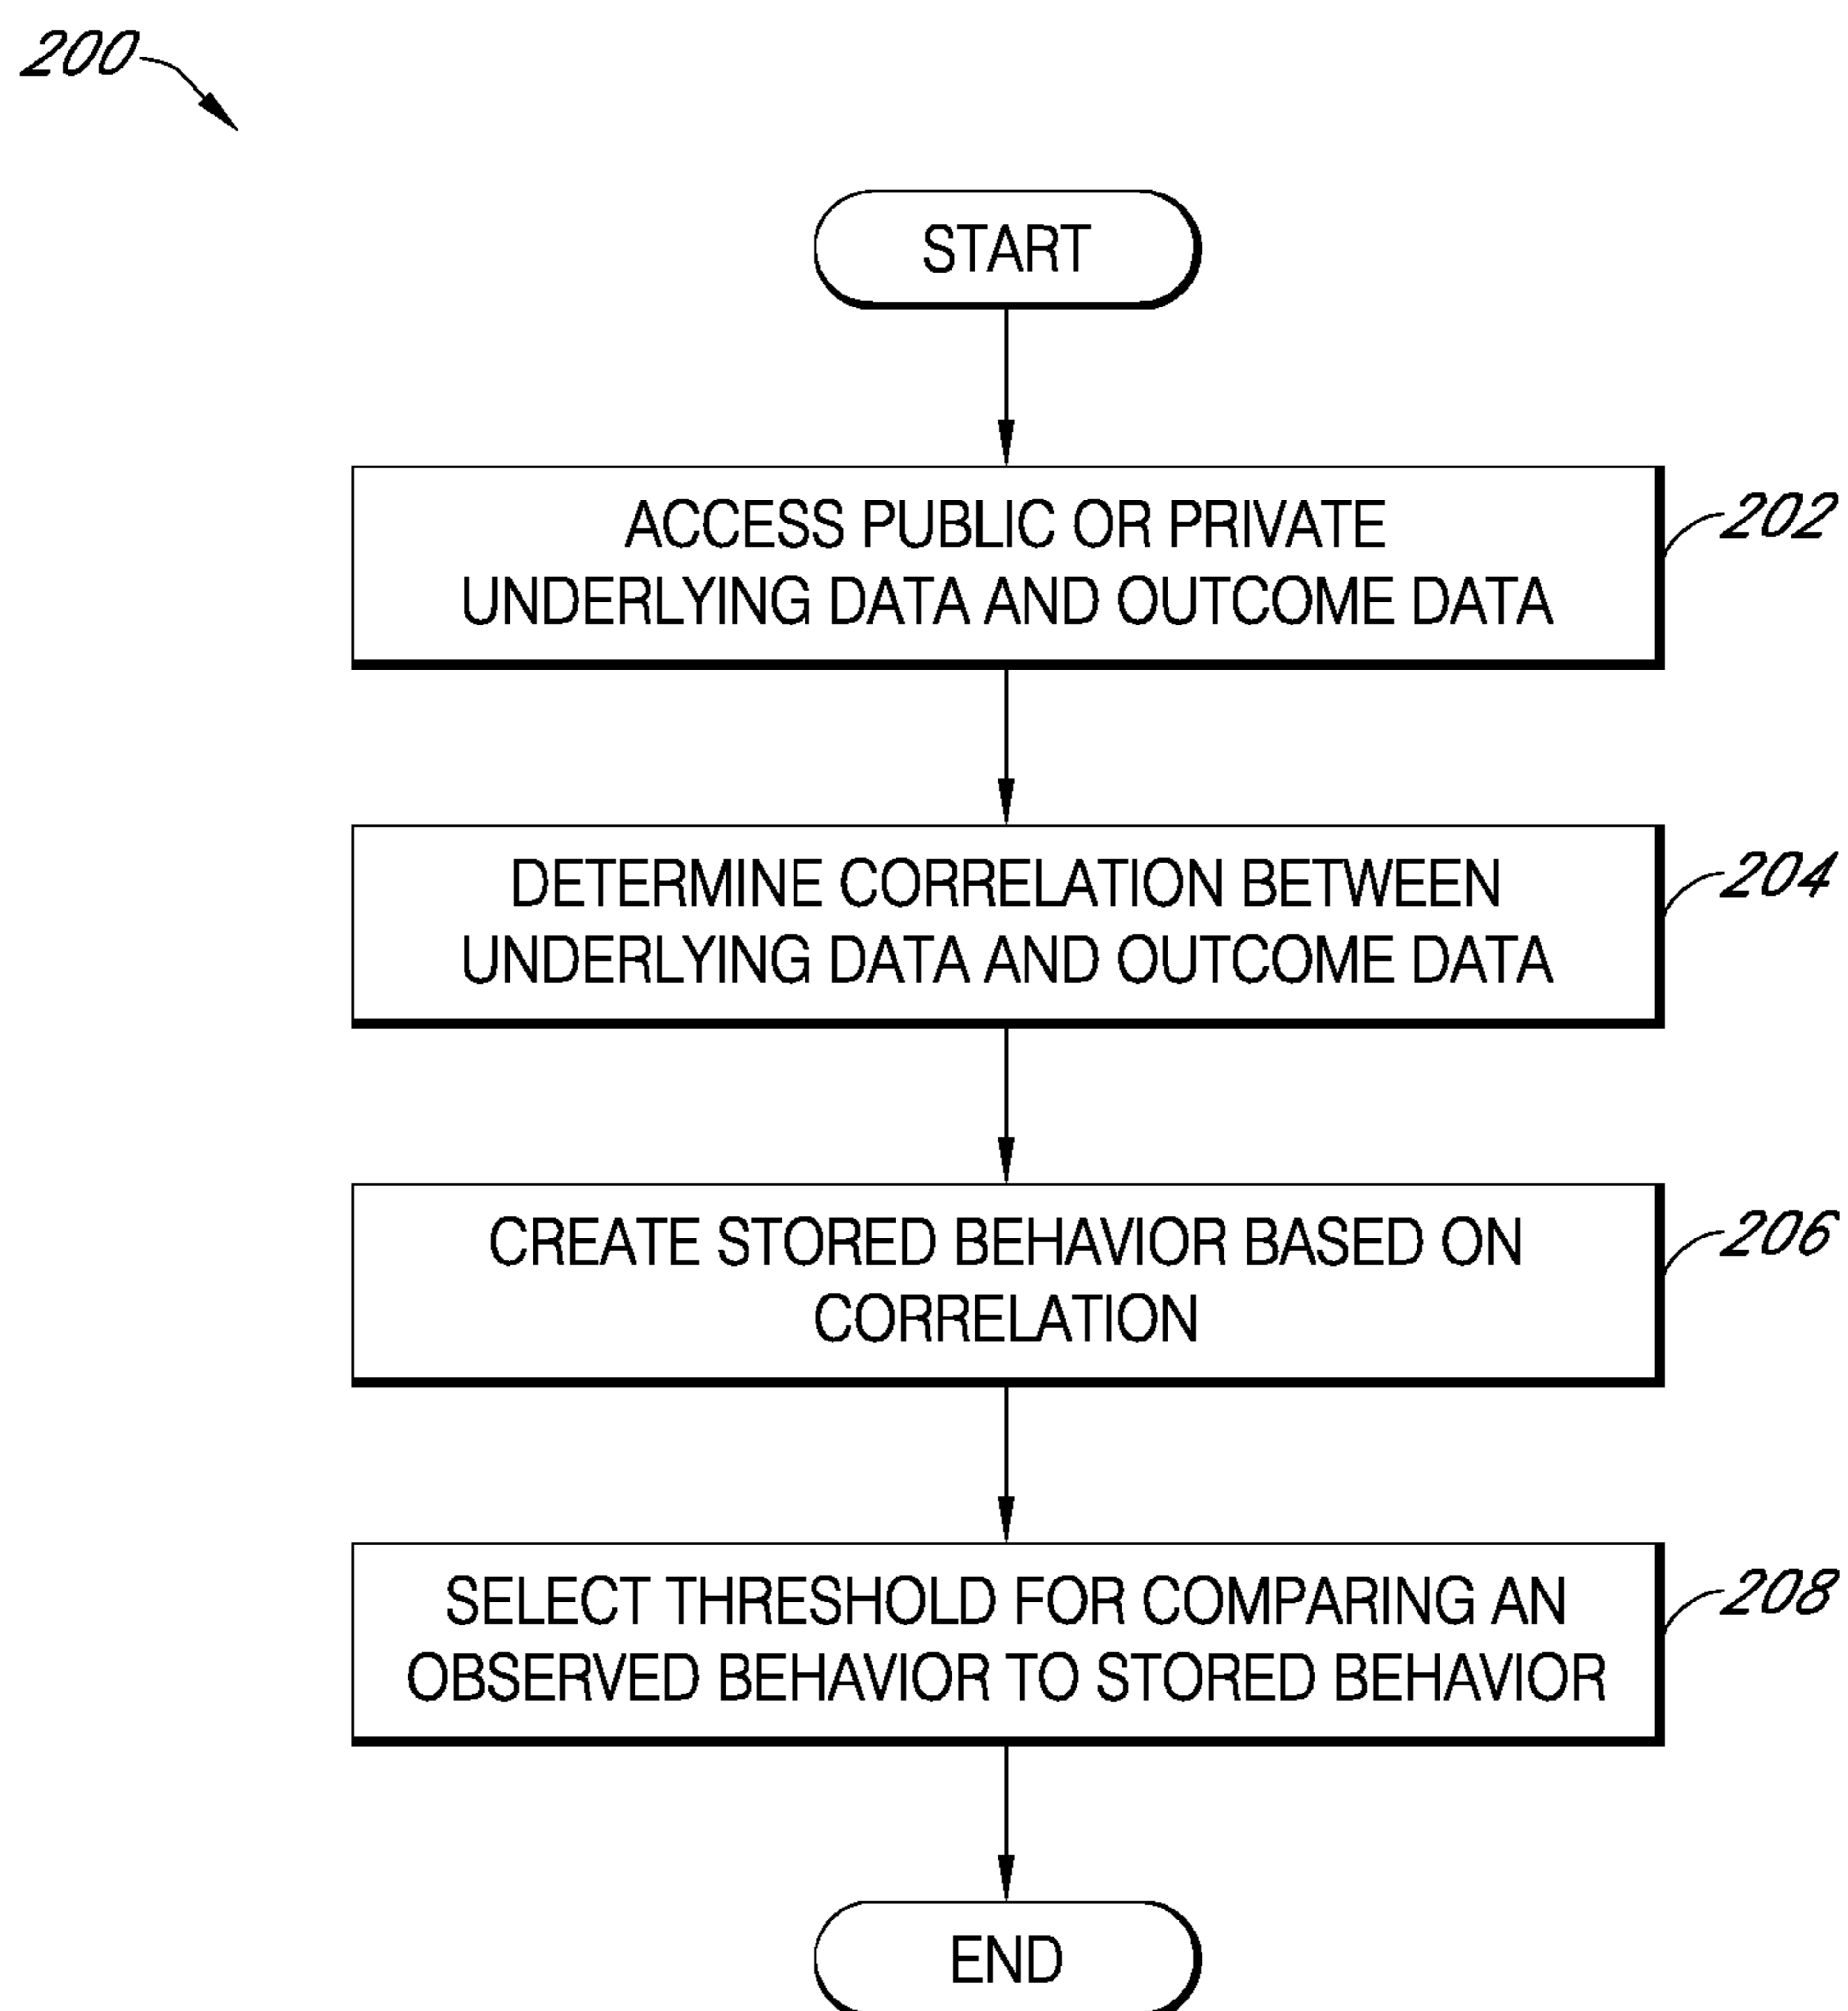 200
START
ACCESS PUBLIC OR PRIVATE
UNDERLYING DATA AND OUTCOME DATA
202
DETERMINE CORRELATION BETWEEN
UNDERLYING DATA AND OUTCOME DATA
204
CREATE STORED BEHAVIOR BASED ON
CORRELATION
206
SELECT THRESHOLD FOR COMPARING AN
OBSERVED BEHAVIOR TO STORED BEHAVIOR
208
END